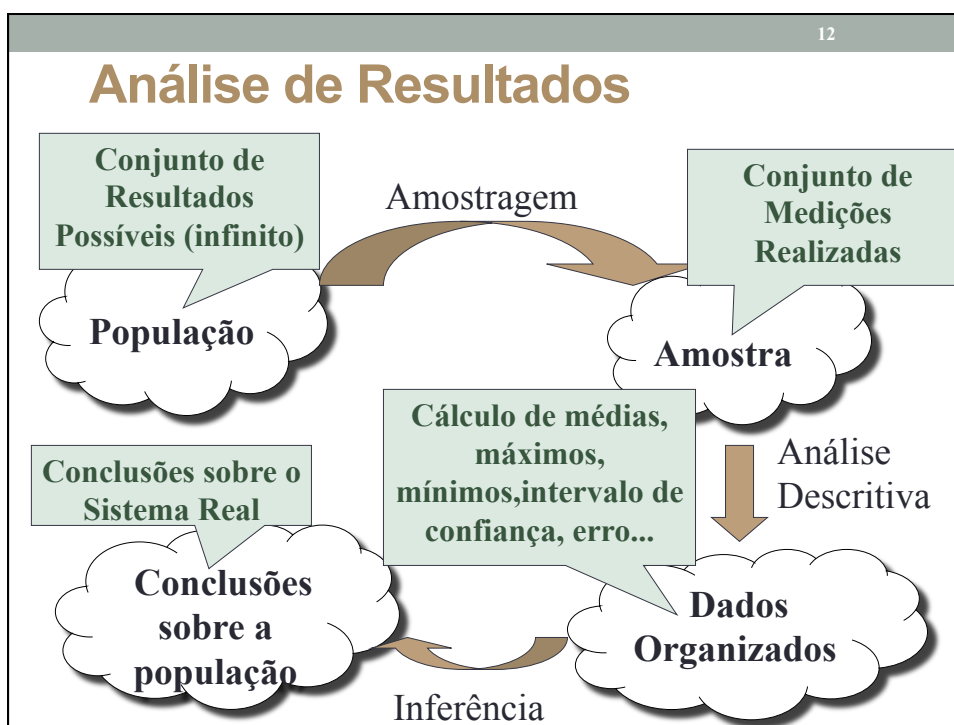 12
Análise de Resultados
Conjunto de
Resultados
Possíveis (infinito)
Amostragem
Conjunto de
Medições
Realizadas
População
Amostra
Cálculo de médias,
máximos,
mínimos,intervalo de
confiança, erro...
Análise
Descritiva
Conclusões sobre o
Sistema Real
Conclusões
sobre a
população
Dados
Organizados
Inferência